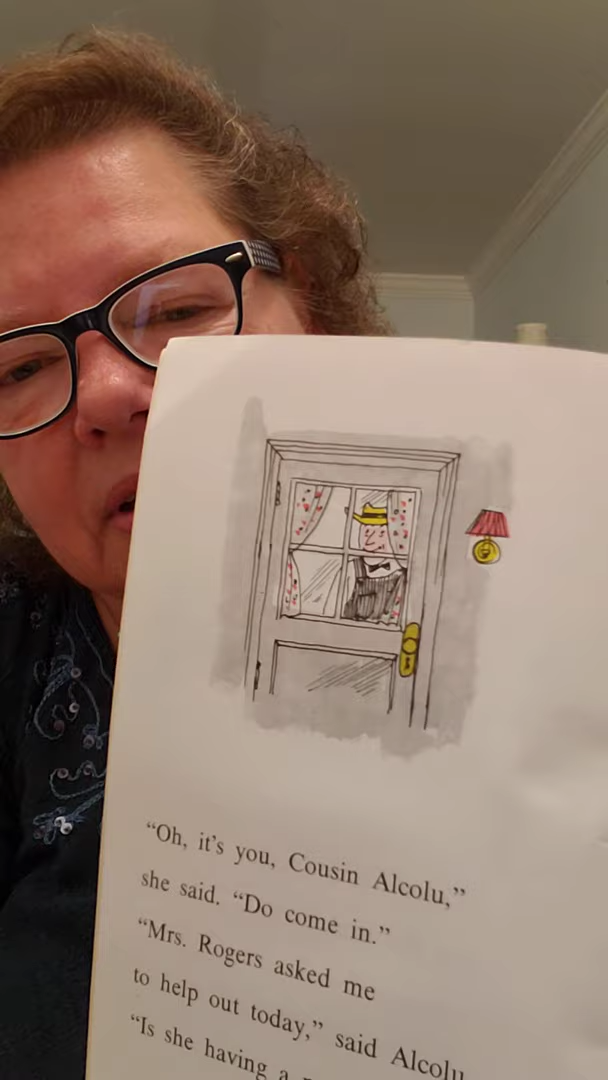 “Oh, it’s you, Cousin Alcolu,”
she said. “Do come in.”
“Mrs. Rogers asked me
to help out today,” said Alcolu
“Is she having a